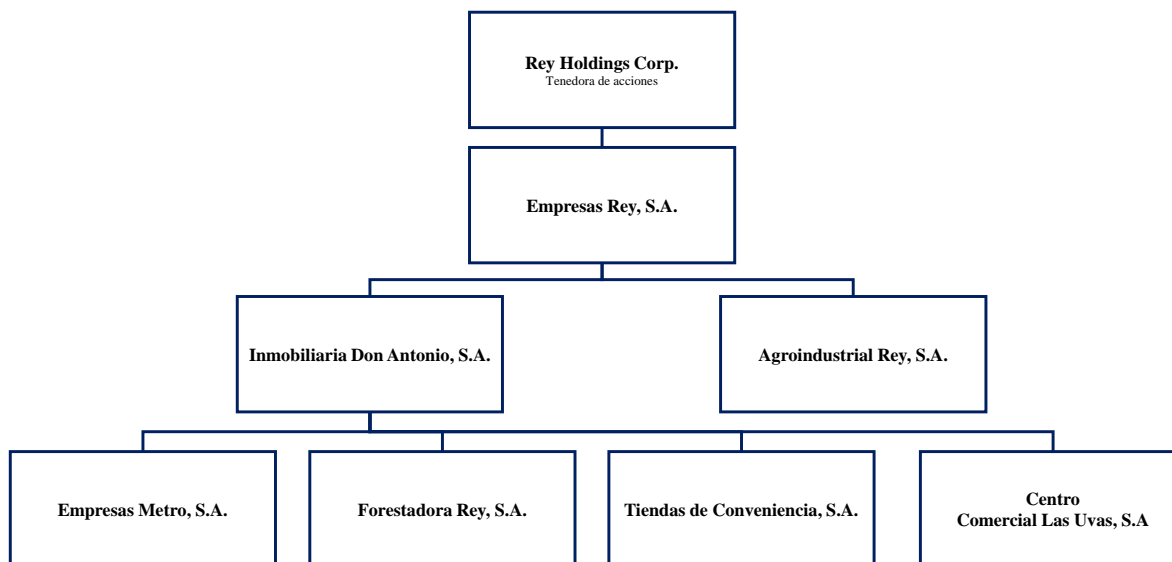 Rey Holdings Corp.
Tenedora de acciones
Empresas Rey, S.A.
Inmobiliaria Don Antonio, S.A.
Agroindustrial Rey, S.A.
Empresas Metro, S.A.
Forestadora Rey, S.A.
Tiendas de Conveniencia, S.A.
Centro
Comercial Las Uvas, S.A